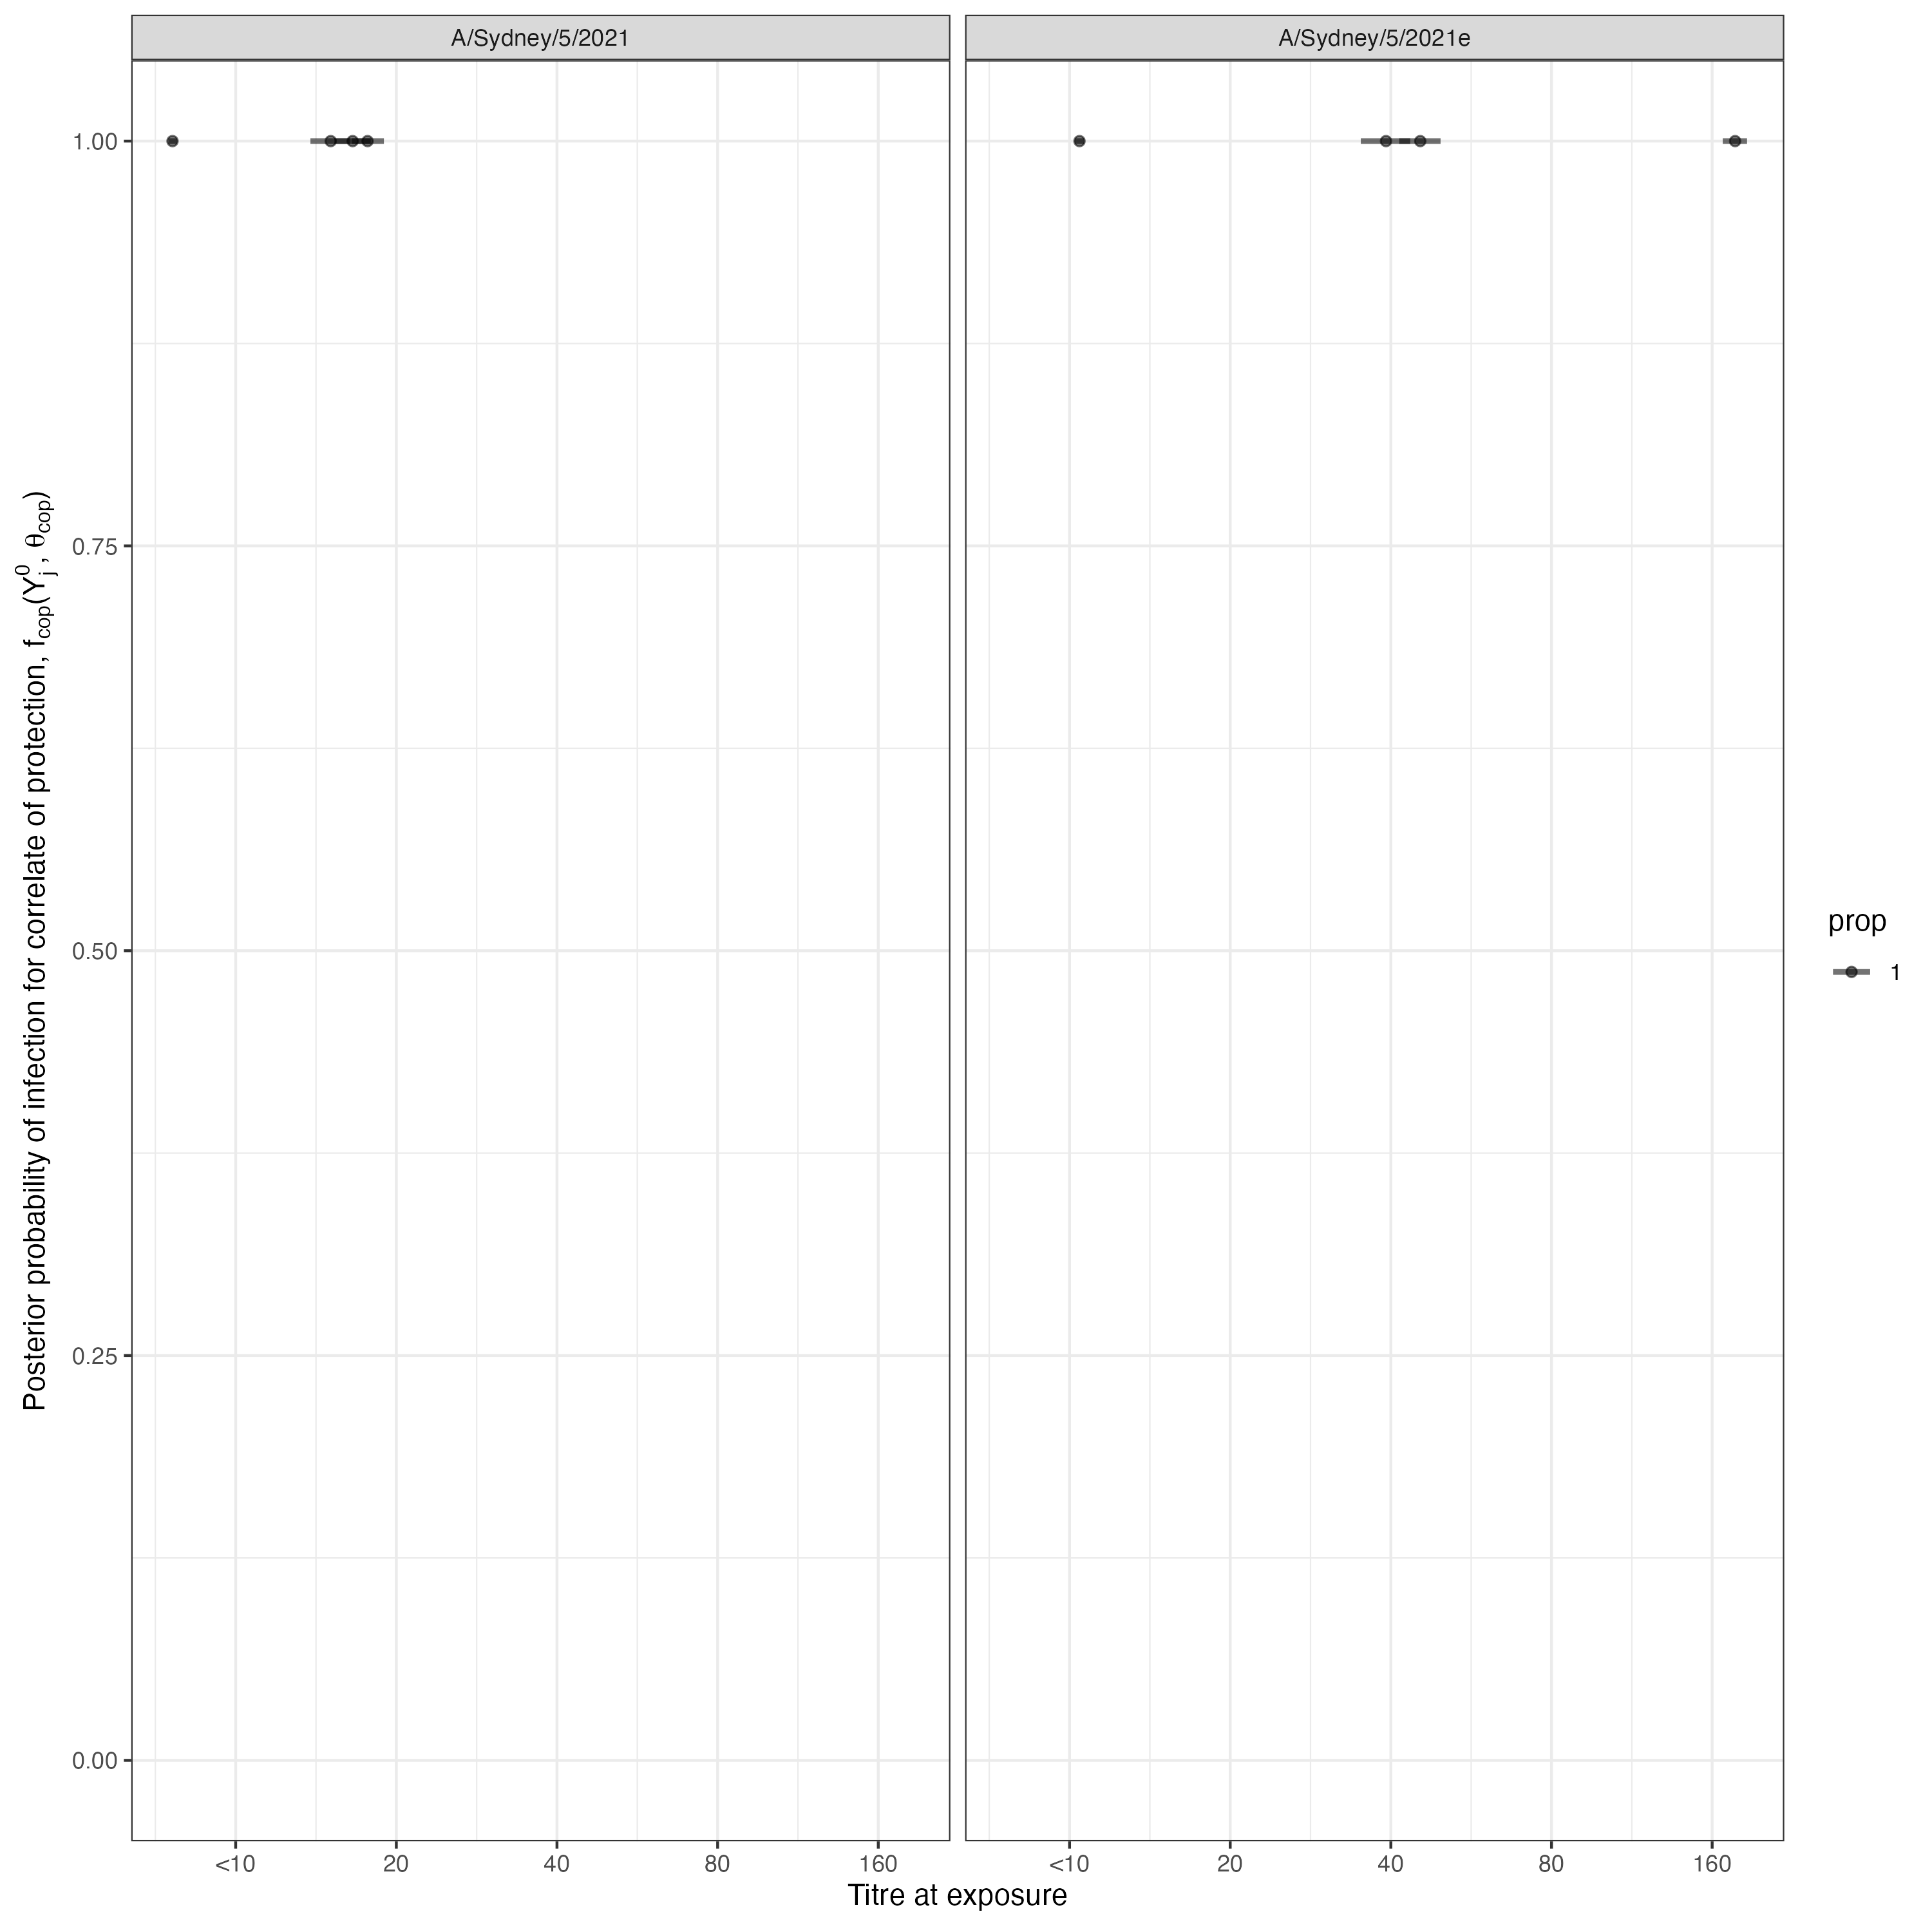 A/Sydney/5/2021
A/Sydney/5/2021e
Posterior probability of infection for correlate of protection, fcop(Yj0, θcop)
1.00
0.75
0.50
0.25
0.00
<10 20 40 80 160
<10 20 40 80 160
Titre at exposure
prop
1